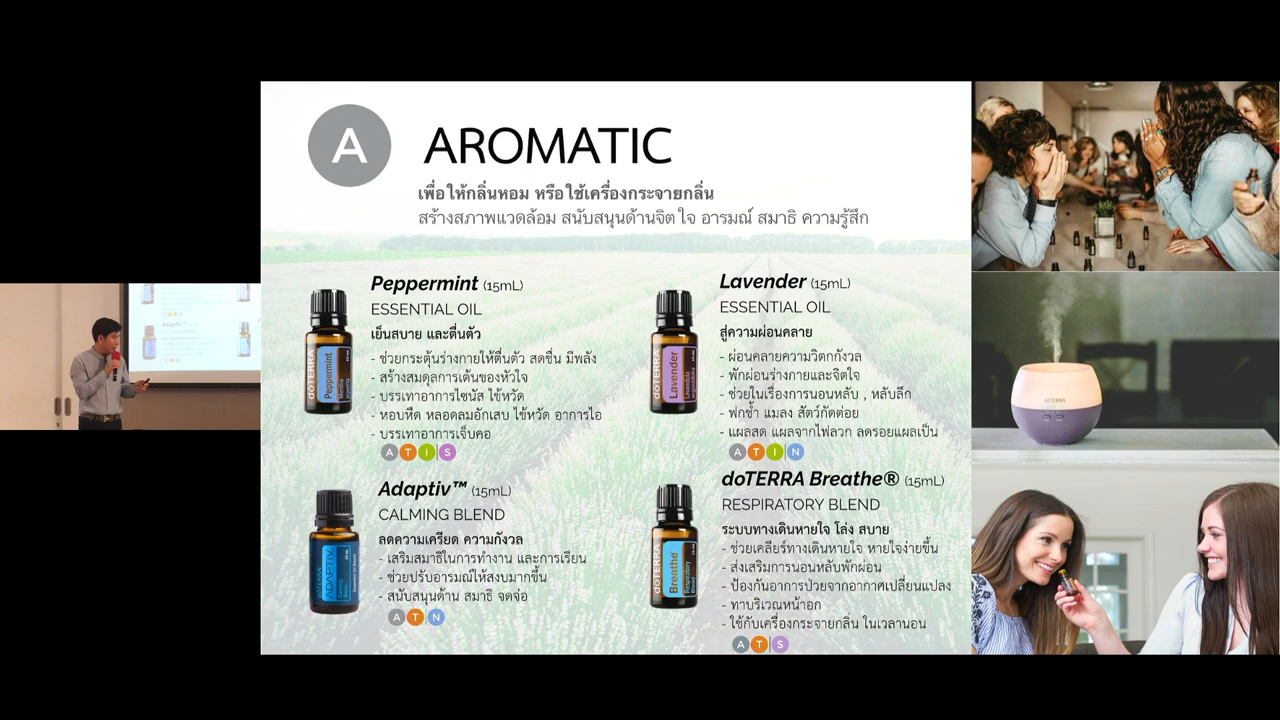 A
AROMATIC
เพื่อให้กลิ่นหอม หรือใช้เครื่องกระจายกลิ่น
สร้างสภาพแวดล้อม สนับสนุนด้านจิตใจ อารมณ์ สมาธิ ความรู้สึก
Peppermint (15mL)
ESSENTIAL OIL
เย็นสบาย และตื่นตัว
- ช่วยกระตุ้นร่างกายให้ตื่นตัว สดชื่น มีพลัง
- สร้างสมดุลการเต้นของหัวใจ
- บรรเทาอาการไซนัส ไข้หวัด
- หอบหืด หลอดลมอักเสบ ไข้หวัด อาการไอ
- บรรเทาอาการเจ็บคอ
A T I S
dōTERRA
Peppermint
Lavender (15mL)
ESSENTIAL OIL
สู่ความผ่อนคลาย
- ผ่อนคลายความวิตกกังวล
- พักผ่อนร่างกายและจิตใจ
- ช่วยในเรื่องการนอนหลับ , หลับลึก
- ฟกช้ำ แมลง สัตว์กัดต่อย
- แผลสด แผลจากไฟลวก ลดรอยแผลเป็น
A T I N
dōTERRA
Lavender
Adaptiv™ (15mL)
CALMING BLEND
ลดความเครียด ความกังวล
- เสริมสมาธิในการทำงาน และการเรียน
- ช่วยปรับอารมณ์ให้สงบมากขึ้น
- สนับสนุนด้าน สมาธิ จดจ่อ
A T N
ADAPTIV
doTERRA Breathe® (15mL)
RESPIRATORY BLEND
ระบบทางเดินหายใจ โล่ง สบาย
- ช่วยเคลียร์ทางเดินหายใจ หายใจง่ายขึ้น
- ส่งเสริมการนอนหลับพักผ่อน
- ป้องกันอาการป่วยจากอากาศเปลี่ยนแปลง
- ทาบริเวณหน้าอก
- ใช้กับเครื่องกระจายกลิ่น ในเวลานอน
A T S
dōTERRA
Breathe
Respiratory
Blend
dōTERRA